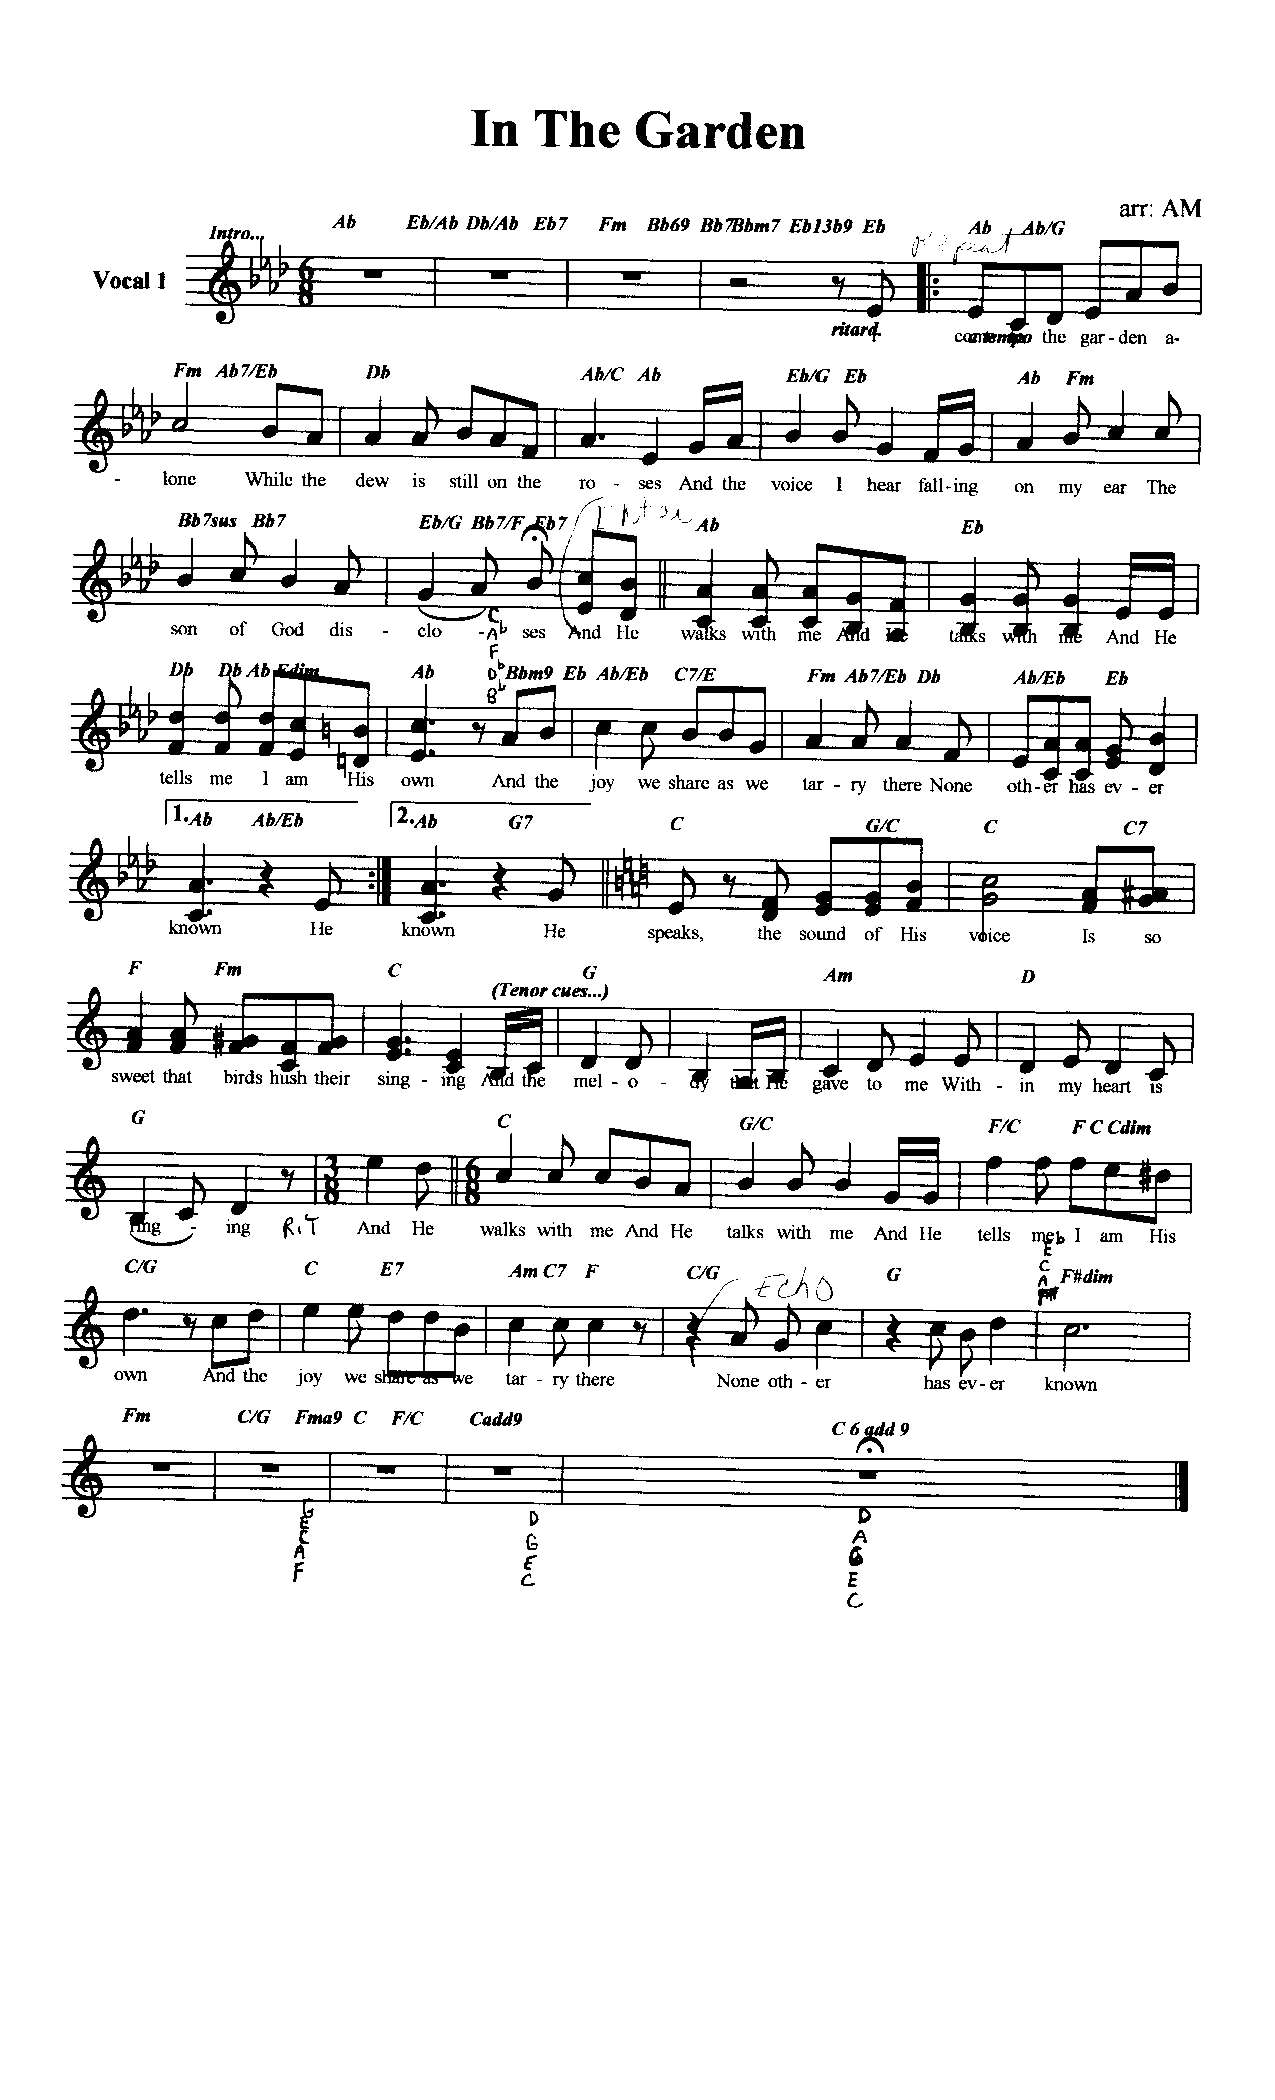 In The Garden
arr: AM
Intro...
Ab Eb/Ab Db/Ab Eb7 Fm Bb69 Bb7 Bbm7 Eb13b9 Eb Ab Ab/G
Vocal 1
6 8
ritard.
I
come to the gar-den a-
a tempo
Fm Ab7/Eb Db Ab/C Ab Eb/G Eb Ab Fm
- lone While the dew is still on the ro - ses And the voice I hear fall-ing on my ear The
Bb7sus Bb7 Eb/G Bb7/F Eb7 Ab Eb
son of God dis - clo - ses And He walks with me And He talks with me And He
C
Ab
F
Db
Bb
Db Db Ab Edim Ab Bbm9 Eb Ab/Eb C7/E Fm Ab7/Eb Db Ab/Eb Eb
tells me I am His own And the joy we share as we tar - ry there None oth-er has ev - er
1. Ab Ab/Eb 2. Ab G7 C G/C C C7
known He known He speaks, the sound of His voice Is so
F Fm C G Am D
(Tenor cues...)
sweet that birds hush their sing - ing And the mel - o - dy that He gave to me With - in my heart is
G C G/C F/C F C Cdim
3 8 6 8
ring - ing RIT And He walks with me And He talks with me And He tells me I am His
Eb
C
A
C/G C E7 Am C7 F C/G ECHO G F#dim
own And the joy we share as we tar - ry there None oth - er has ev-er known
Fm C/G Fma9 C F/C Cadd9 C 6 add 9
G
E
C
A
F
D
G
E
C
D
A
G
E
C